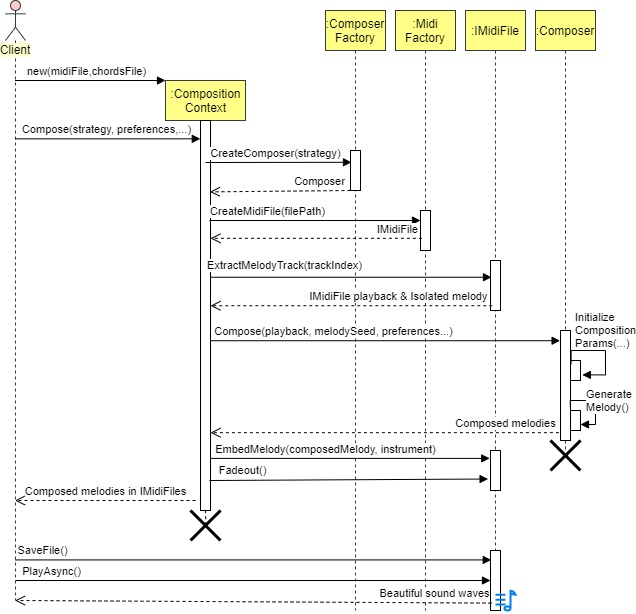 :Composer
Factory
:Midi
Factory
:IMidiFile
:Composer
Client
new(midiFile,chordsFile)
:Composition
Context
Compose(strategy, preferences,...)
CreateComposer(strategy)
Composer
CreateMidiFile(filePath)
IMidiFile
ExtractMelodyTrack(trackIndex)
IMidiFile playback & Isolated melody
Initialize
Composition
Params(...)
Compose(playback, melodySeed, preferences...)
Generate
Melody()
Composed melodies
EmbedMelody(composedMelody, instrument)
Fadeout()
Composed melodies in IMidiFiles
SaveFile()
PlayAsync()
Beautiful sound waves